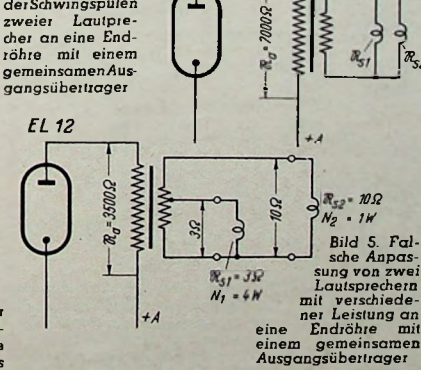 der Schwingspulen
zweier Lautpre-
cher an eine End-
röhre mit einem
gemeinsamen Aus-
gangsübertrager
ℜa = 7000Ω
ℜS1
+A
EL 12
ℜa = 3500Ω
3Ω
10Ω
ℜS2 = 10Ω
N2 = 1W
ℜS1 = 3Ω
N1 = 4W
+A
Bild 5. Fal-
sche Anpas-
sung von zwei
Lautsprechern
mit verschiede-
ner Leistung an
eine Endröhre mit
einem gemeinsamen
Ausgangsübertrager